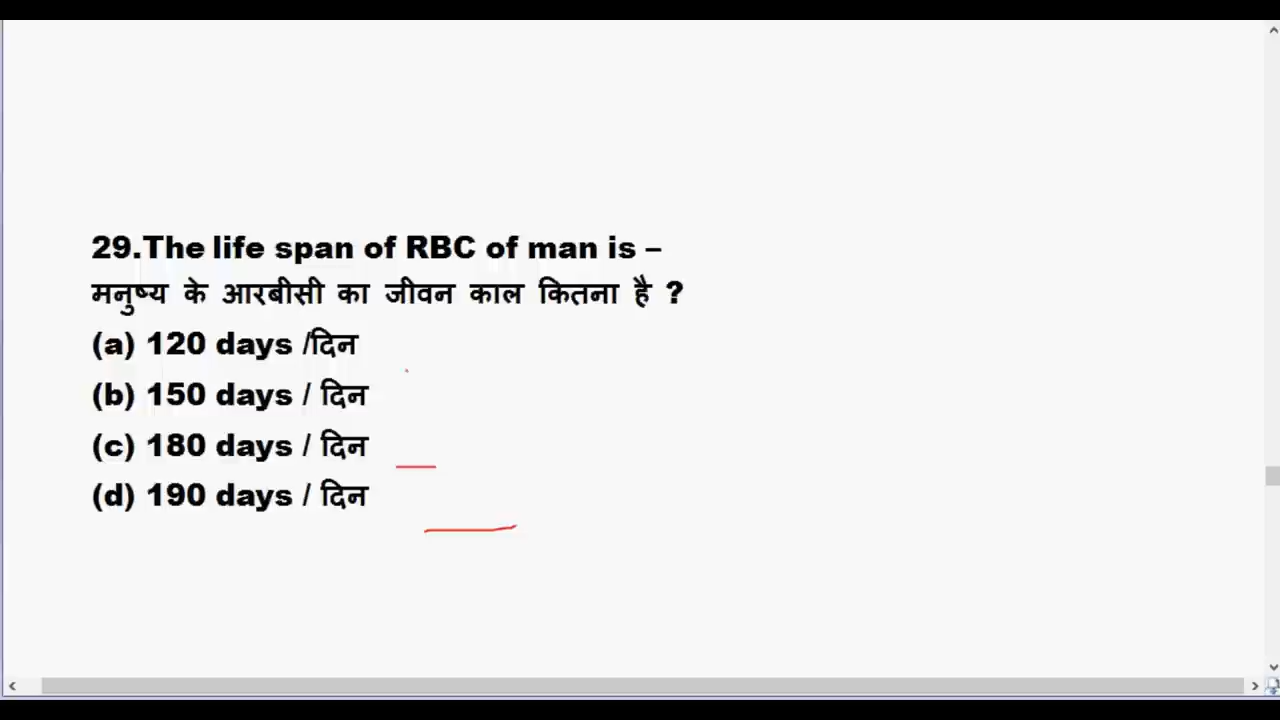 29.The life span of RBC of man is –
मनुष्य के आरबीसी का जीवन काल कितना है ?
(a) 120 days /दिन
(b) 150 days / दिन
(c) 180 days / दिन
(d) 190 days / दिन